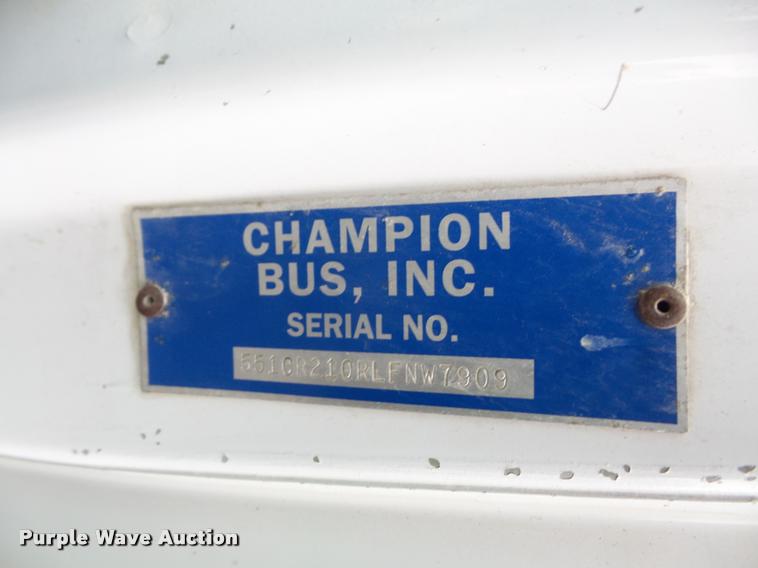 CHAMPION
BUS, INC.
SERIAL NO.
551CR210RLFNW7909
Purple Wave Auction